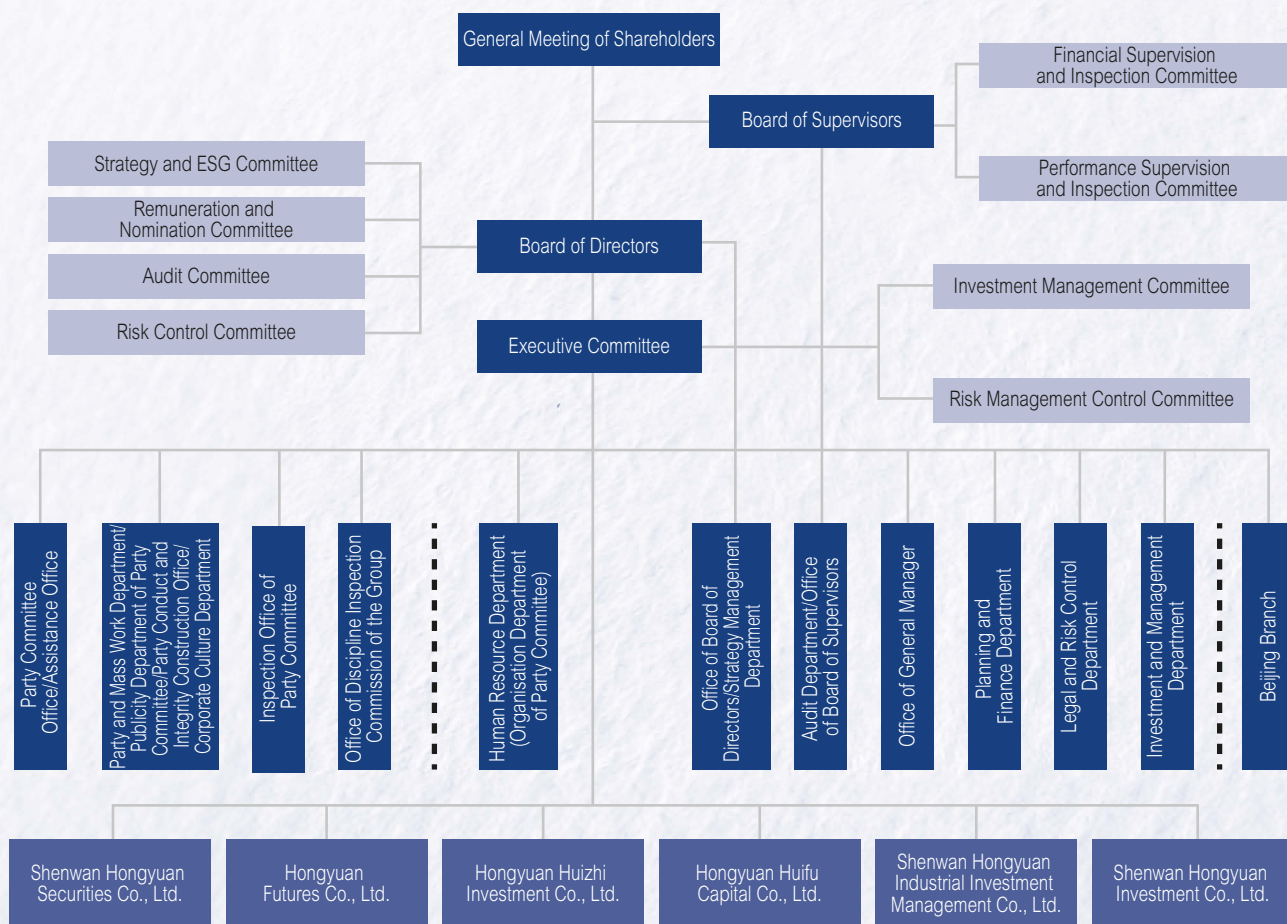 General Meeting of Shareholders
Financial Supervision
and Inspection Committee
Board of Supervisors
Performance Supervision
and Inspection Committee
Strategy and ESG Committee
Remuneration and
Nomination Committee
Audit Committee
Risk Control Committee
Board of Directors
Executive Committee
Investment Management Committee
Risk Management Control Committee
Party Committee
Office/Assistance Office
Party and Mass Work Department/
Publicity Department of Party
Committee/Party Conduct and
Integrity Construction Office/
Corporate Culture Department
Inspection Office of
Party Committee
Office of Discipline Inspection
Commission of the Group
Human Resource Department
(Organisation Department
of Party Committee)
Office of Board of
Directors/Strategy Management
Department
Audit Department/Office
of Board of Supervisors
Office of General Manager
Planning and
Finance Department
Legal and Risk Control
Department
Investment and Management
Department
Beijing Branch
Shenwan Hongyuan
Securities Co., Ltd.
Hongyuan
Futures Co., Ltd.
Hongyuan Huizhi
Investment Co., Ltd.
Hongyuan Huifu
Capital Co., Ltd.
Shenwan Hongyuan
Industrial Investment
Management Co., Ltd.
Shenwan Hongyuan
Investment Co., Ltd.